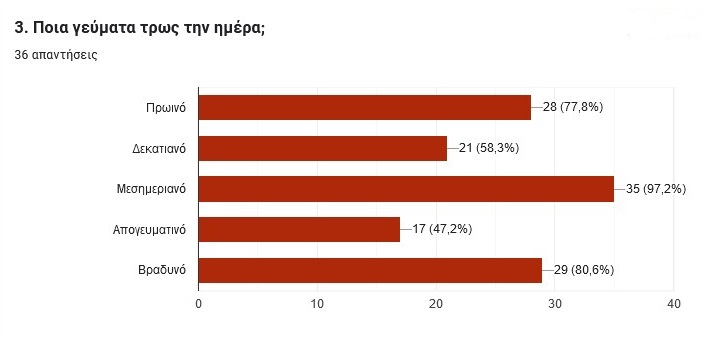 3. Ποια γεύματα τρως την ημέρα;
36 απαντήσεις
Πρωινό
28 (77,8%)
Δεκατιανό
21 (58,3%)
Μεσημεριανό
35 (97,2%)
Απογευματινό
17 (47,2%)
Βραδυνό
29 (80,6%)
0 10 20 30 40